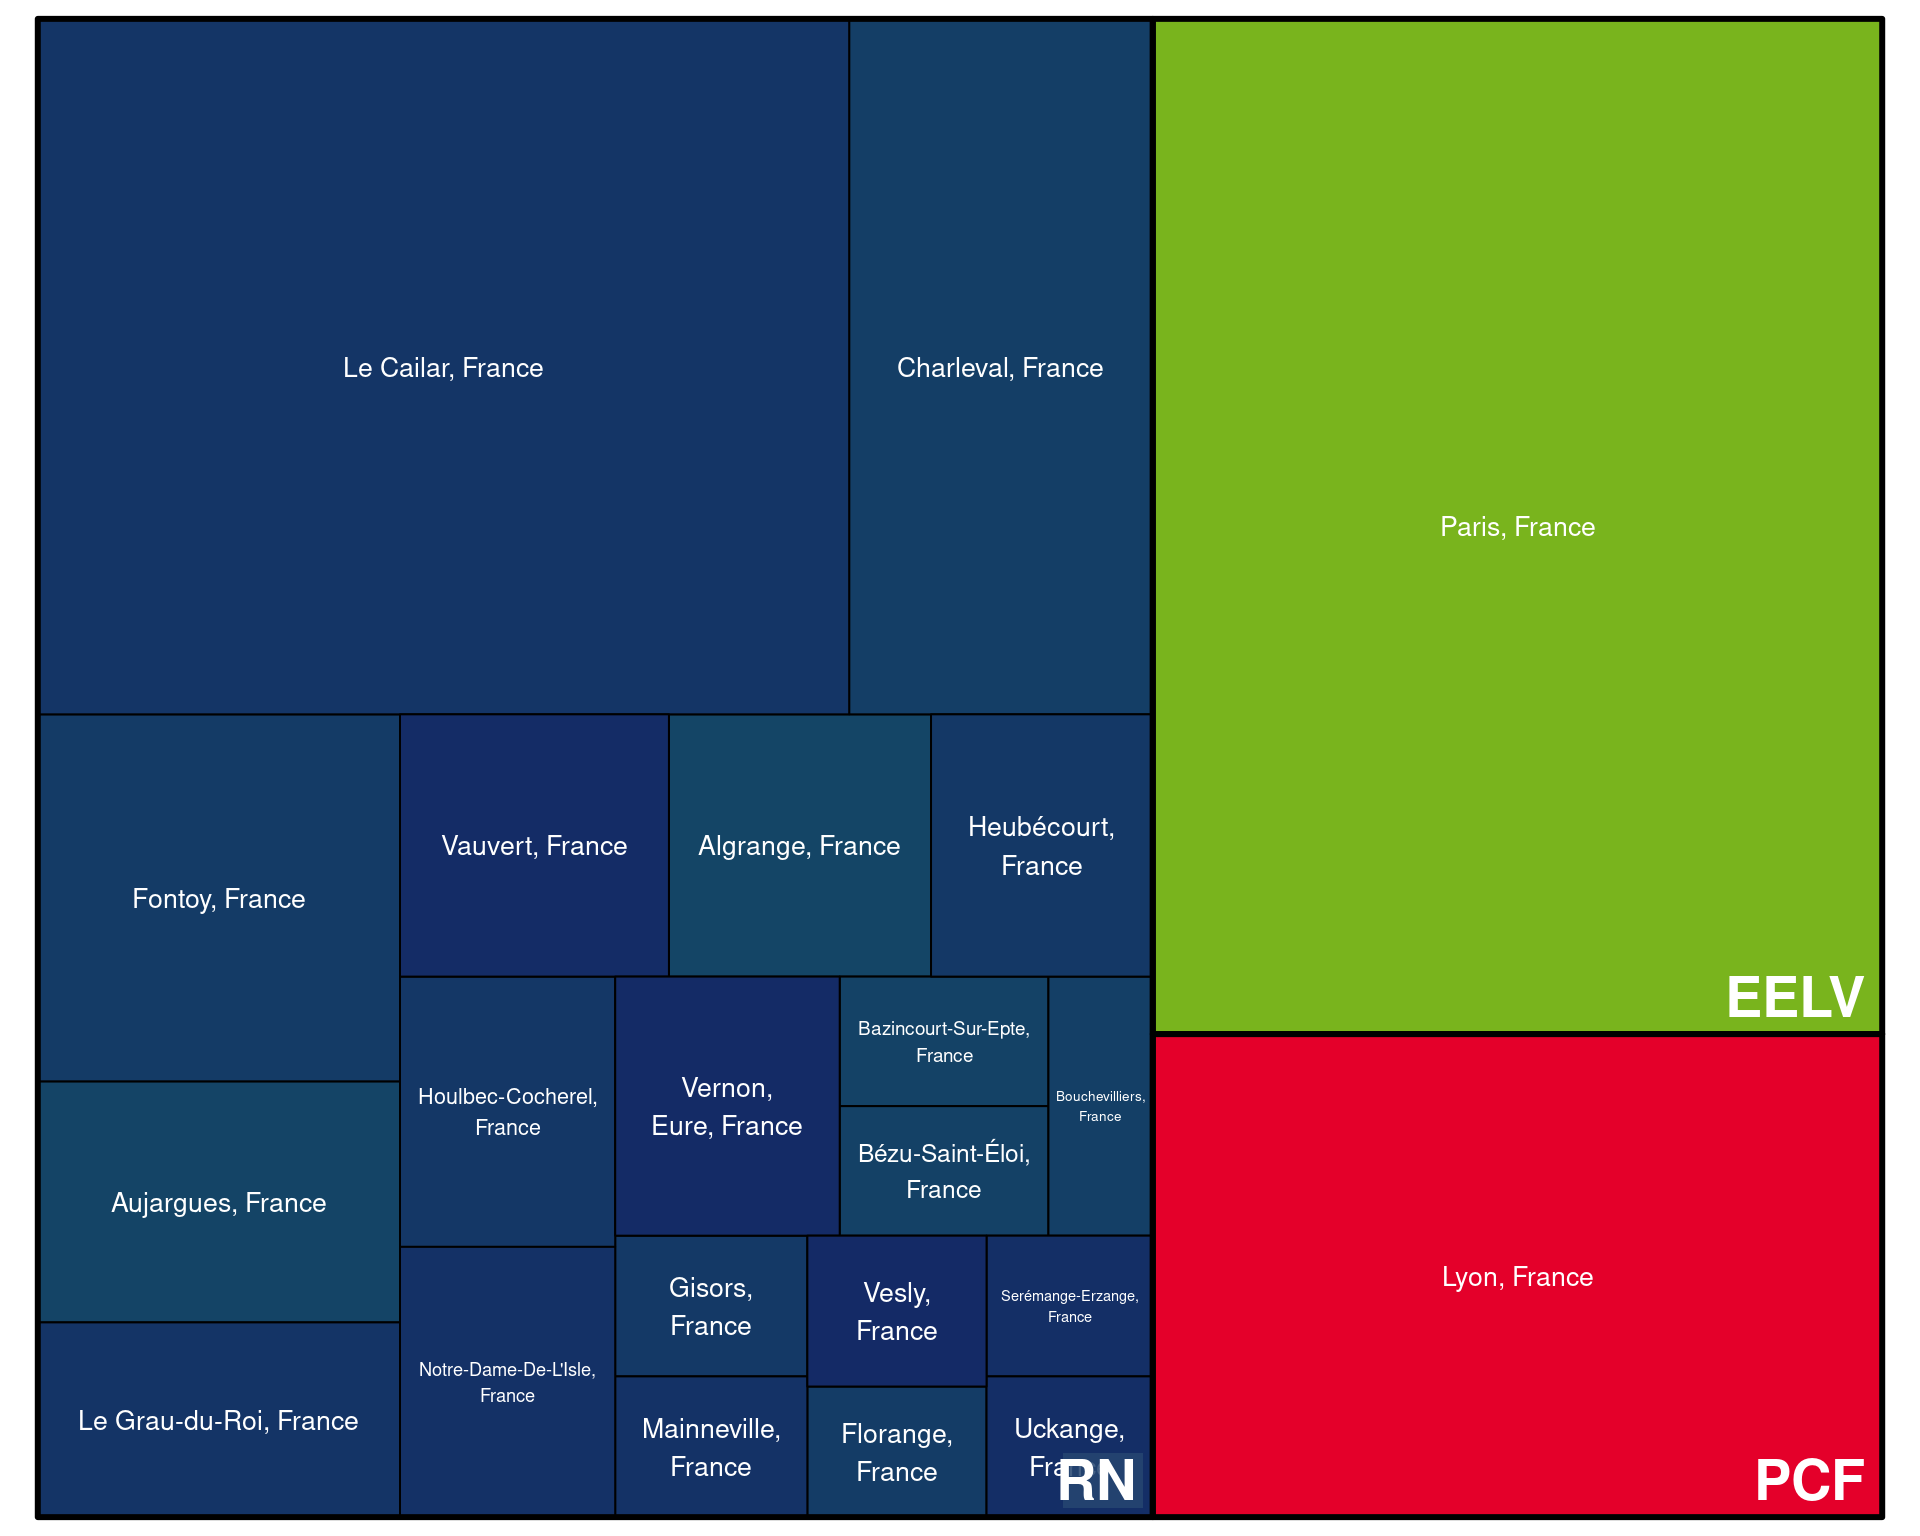 Le Cailar, France
Charleval, France
Paris, France
EELV
Fontoy, France
Vauvert, France
Algrange, France
Heubécourt,
France
Aujargues, France
Le Grau-du-Roi, France
Houlbec-Cocherel,
France
Vernon,
Eure, France
Bazincourt-Sur-Epte,
France
Bézu-Saint-Éloi,
France
Bouchevilliers,
France
Notre-Dame-De-L'Isle,
France
Gisors,
France
Vesly,
France
Serémange-Erzange,
France
Mainneville,
France
Florange,
France
Uckange,
RN
Lyon, France
PCF